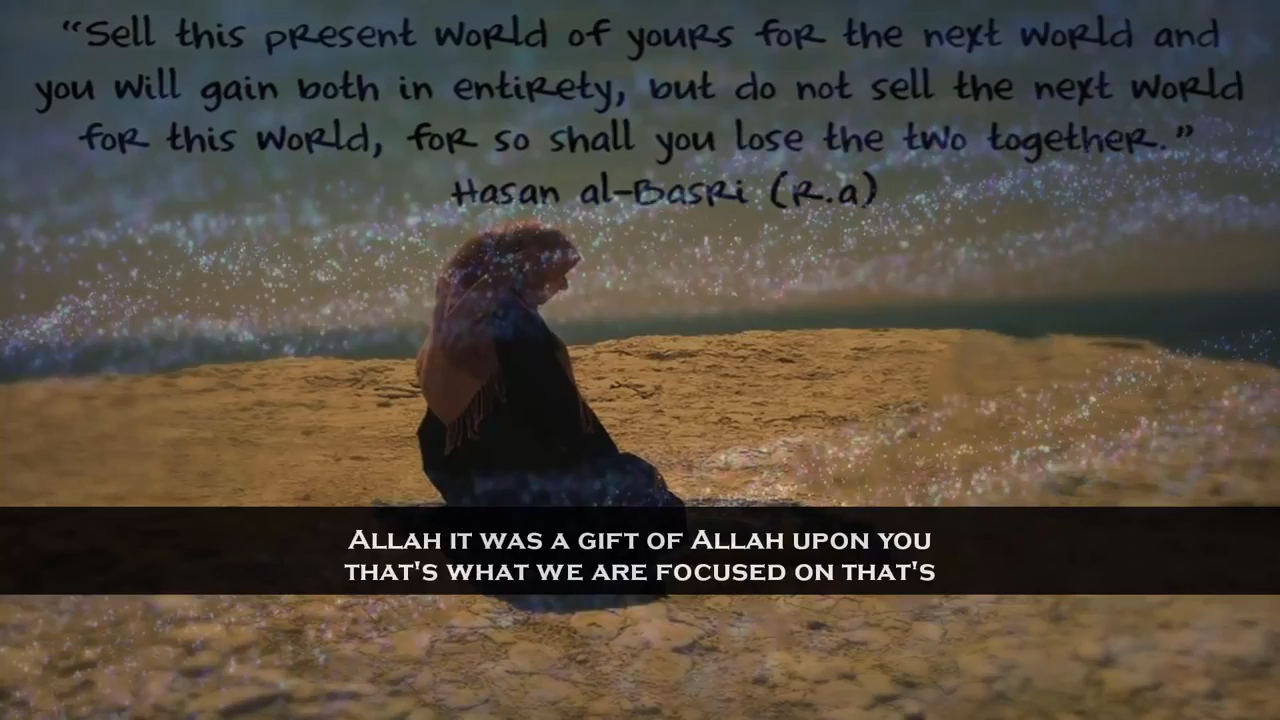 “Sell this present world of yours for the next world and
you will gain both in entirety, but do not sell the next world
for this world, for so shall you lose the two together.”
Hasan al-Basri (R.a)
Allah it was a gift of Allah upon you
that's what we are focused on that's